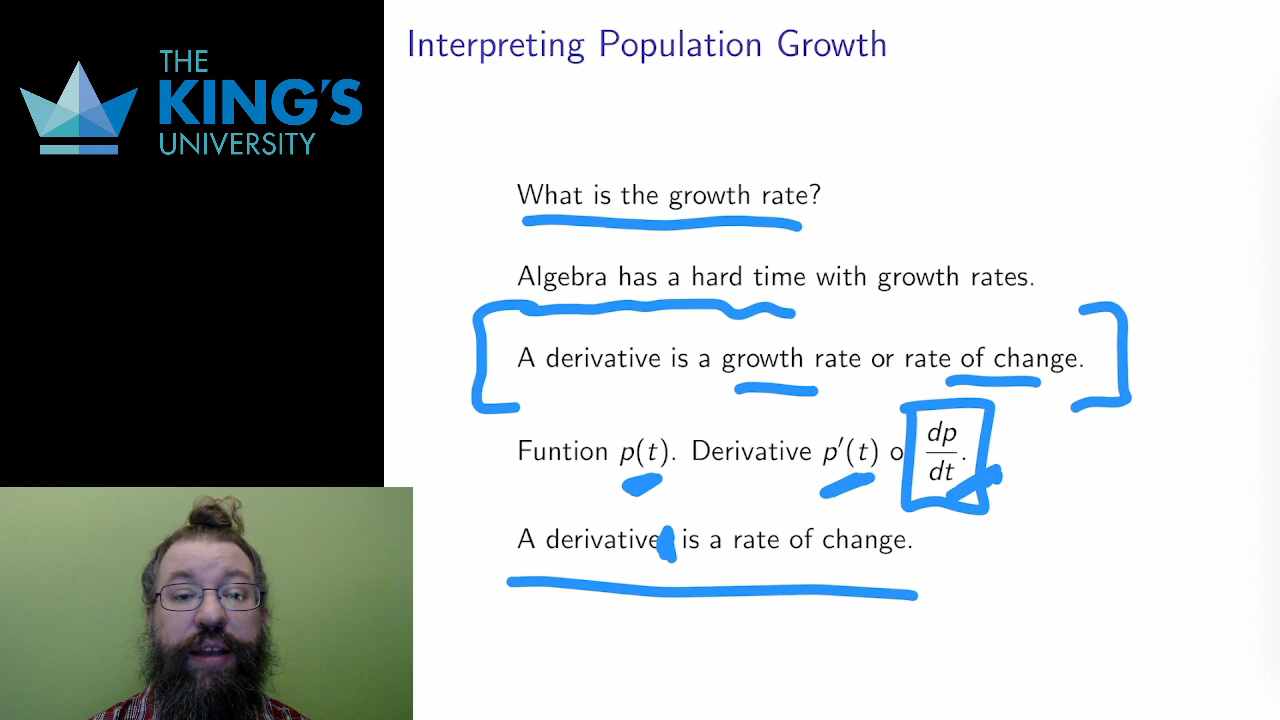 THE
KING'S
UNIVERSITY
Interpreting Population Growth
What is the growth rate?
Algebra has a hard time with growth rates.
A derivative is a growth rate or rate of change.
Funtion p(t). Derivative p′(t) o dp/dt.
A derivative is a rate of change.